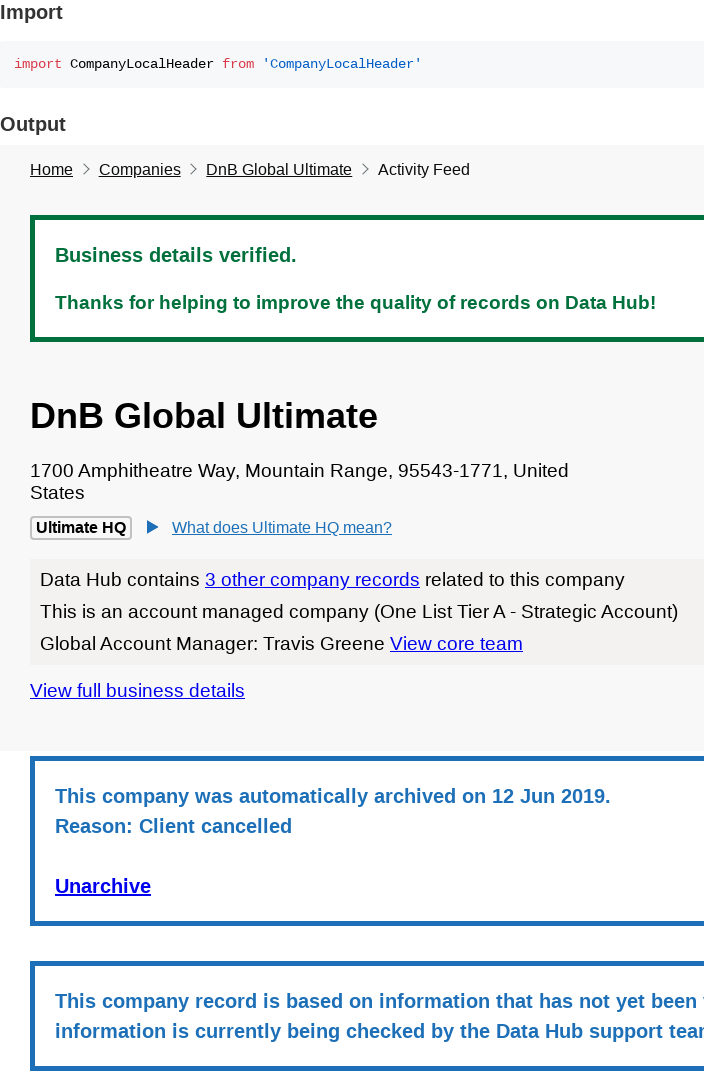 Import
import CompanyLocalHeader from 'CompanyLocalHeader'
Output
Home Companies DnB Global Ultimate Activity Feed
Business details verified.
Thanks for helping to improve the quality of records on Data Hub!
DnB Global Ultimate
1700 Amphitheatre Way, Mountain Range, 95543-1771, United
States
Ultimate HQ What does Ultimate HQ mean?
Data Hub contains 3 other company records related to this company
This is an account managed company (One List Tier A - Strategic Account)
Global Account Manager: Travis Greene View core team
View full business details
This company was automatically archived on 12 Jun 2019.
Reason: Client cancelled
Unarchive
This company record is based on information that has not yet been
information is currently being checked by the Data Hub support